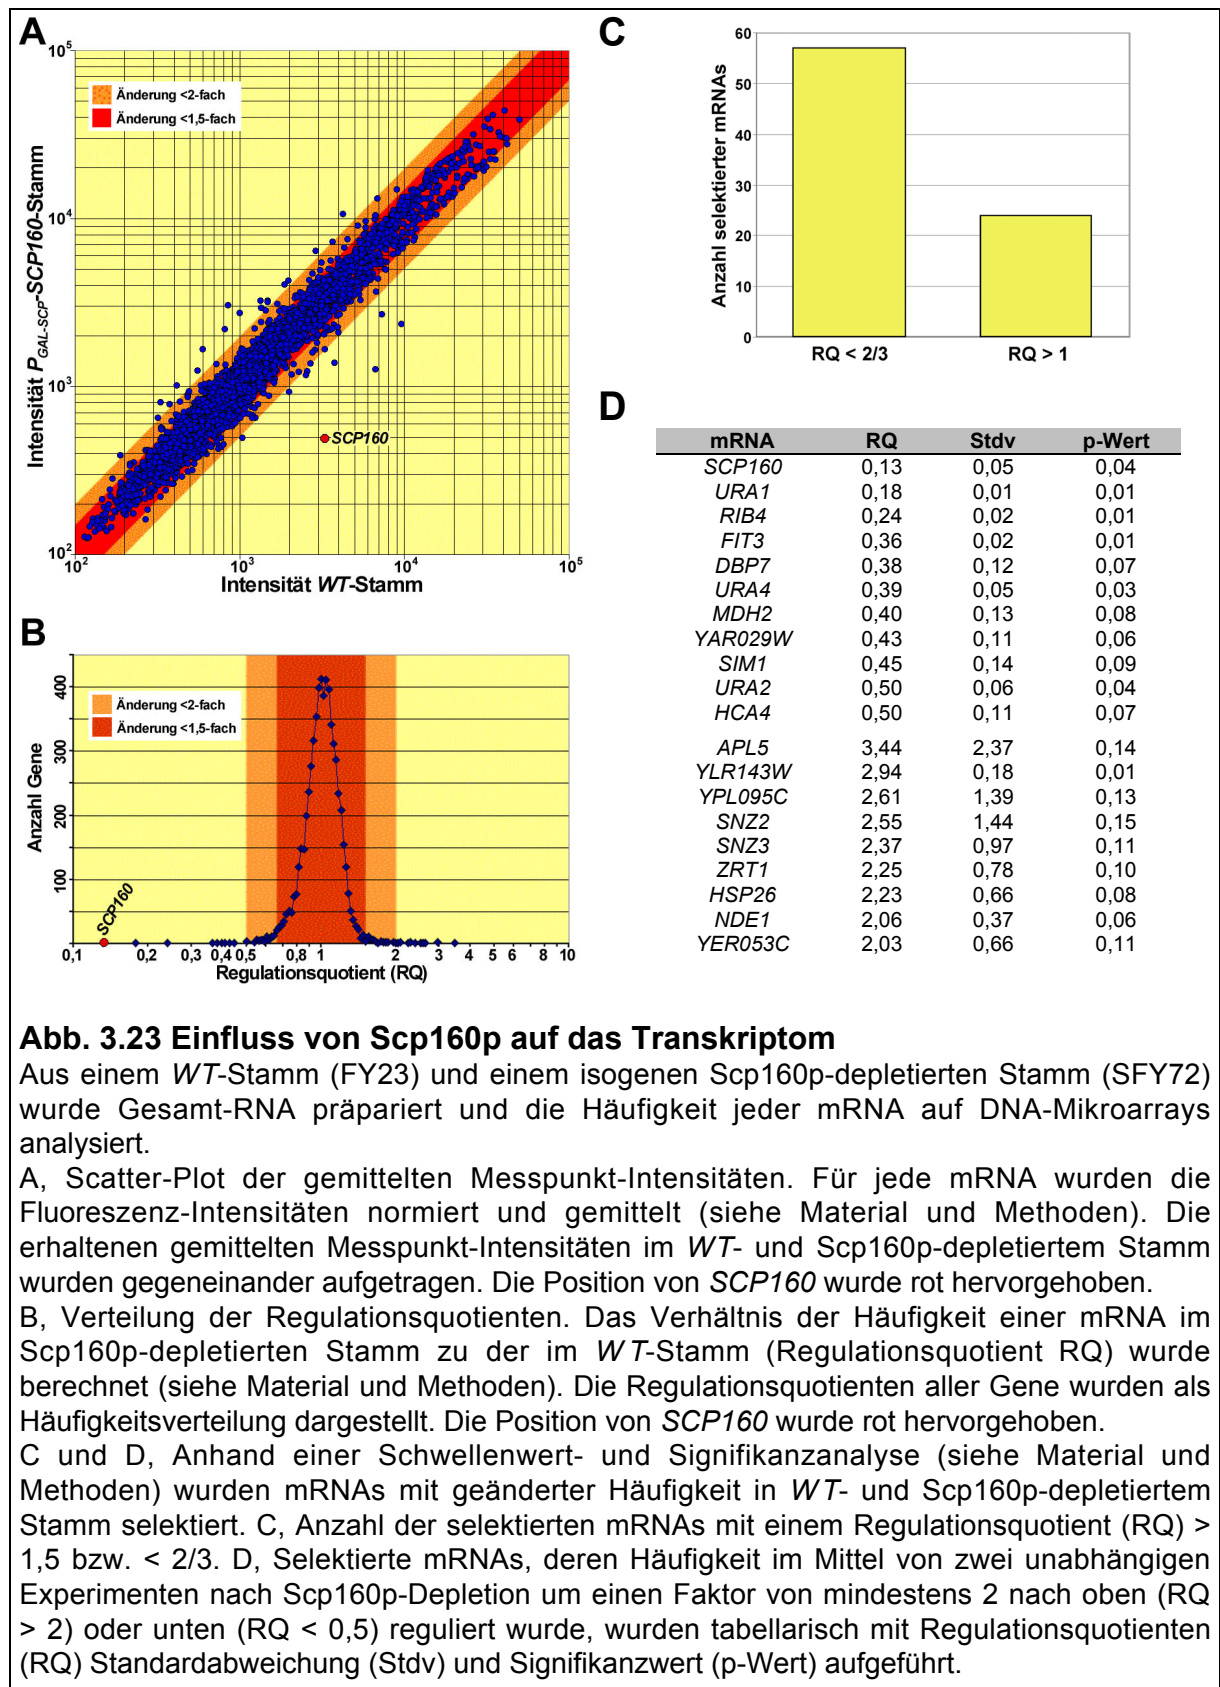 A
10^5
10^4
10^3
10^2
Änderung <2-fach
Änderung <1,5-fach
SCP160
Intensität P_GAL-SCP-SCP160-Stamm
10^2 10^3 10^4 10^5
Intensität WT-Stamm
B
400
300
200
100
Änderung <2-fach
Änderung <1,5-fach
SCP160
Anzahl Gene
0,1 0,2 0,3 0,4 0,5 0,8 1 2 3 4 5 6 8 10
Regulationsquotient (RQ)
C
60
50
40
30
20
10
0
Anzahl selektierter mRNAs
RQ < 2/3 RQ > 1
D
mRNA RQ Stdv p-Wert
SCP160 0,13 0,05 0,04
URA1 0,18 0,01 0,01
RIB4 0,24 0,02 0,01
FIT3 0,36 0,02 0,01
DBP7 0,38 0,12 0,07
URA4 0,39 0,05 0,03
MDH2 0,40 0,13 0,08
YAR029W 0,43 0,11 0,06
SIM1 0,45 0,14 0,09
URA2 0,50 0,06 0,04
HCA4 0,50 0,11 0,07
APL5 3,44 2,37 0,14
YLR143W 2,94 0,18 0,01
YPL095C 2,61 1,39 0,13
SNZ2 2,55 1,44 0,15
SNZ3 2,37 0,97 0,11
ZRT1 2,25 0,78 0,10
HSP26 2,23 0,66 0,08
NDE1 2,06 0,37 0,06
YER053C 2,03 0,66 0,11
Abb. 3.23 Einfluss von Scp160p auf das Transkriptom
Aus einem WT-Stamm (FY23) und einem isogenen Scp160p-depletierten Stamm (SFY72)
wurde Gesamt-RNA präpariert und die Häufigkeit jeder mRNA auf DNA-Mikroarrays
analysiert.
A, Scatter-Plot der gemittelten Messpunkt-Intensitäten. Für jede mRNA wurden die
Fluoreszenz-Intensitäten normiert und gemittelt (siehe Material und Methoden). Die
erhaltenen gemittelten Messpunkt-Intensitäten im WT- und Scp160p-depletiertem Stamm
wurden gegeneinander aufgetragen. Die Position von SCP160 wurde rot hervorgehoben.
B, Verteilung der Regulationsquotienten. Das Verhältnis der Häufigkeit einer mRNA im
Scp160p-depletierten Stamm zu der im WT-Stamm (Regulationsquotient RQ) wurde
berechnet (siehe Material und Methoden). Die Regulationsquotienten aller Gene wurden als
Häufigkeitsverteilung dargestellt. Die Position von SCP160 wurde rot hervorgehoben.
C und D, Anhand einer Schwellenwert- und Signifikanzanalyse (siehe Material und
Methoden) wurden mRNAs mit geänderter Häufigkeit in WT- und Scp160p-depletiertem
Stamm selektiert. C, Anzahl der selektierten mRNAs mit einem Regulationsquotient (RQ) >
1,5 bzw. < 2/3. D, Selektierte mRNAs, deren Häufigkeit im Mittel von zwei unabhängigen
Experimenten nach Scp160p-Depletion um einen Faktor von mindestens 2 nach oben (RQ
> 2) oder unten (RQ < 0,5) reguliert wurde, wurden tabellarisch mit Regulationsquotienten
(RQ) Standardabweichung (Stdv) und Signifikanzwert (p-Wert) aufgeführt.